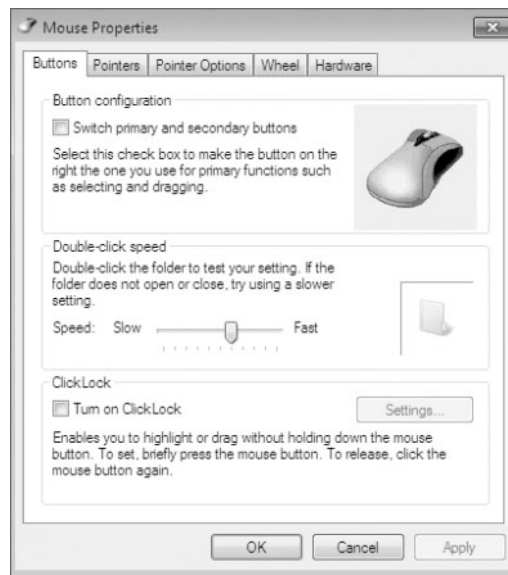 Mouse Properties
Buttons Pointers Pointer Options Wheel Hardware
Button configuration
Switch primary and secondary buttons
Select this check box to make the button on the
right the one you use for primary functions such
as selecting and dragging.
Double-click speed
Double-click the folder to test your setting. If the
folder does not open or close, try using a slower
setting.
Speed: Slow Fast
ClickLock
Turn on ClickLock Settings...
Enables you to highlight or drag without holding down the mouse
button. To set, briefly press the mouse button. To release, click the
mouse button again.
OK Cancel Apply